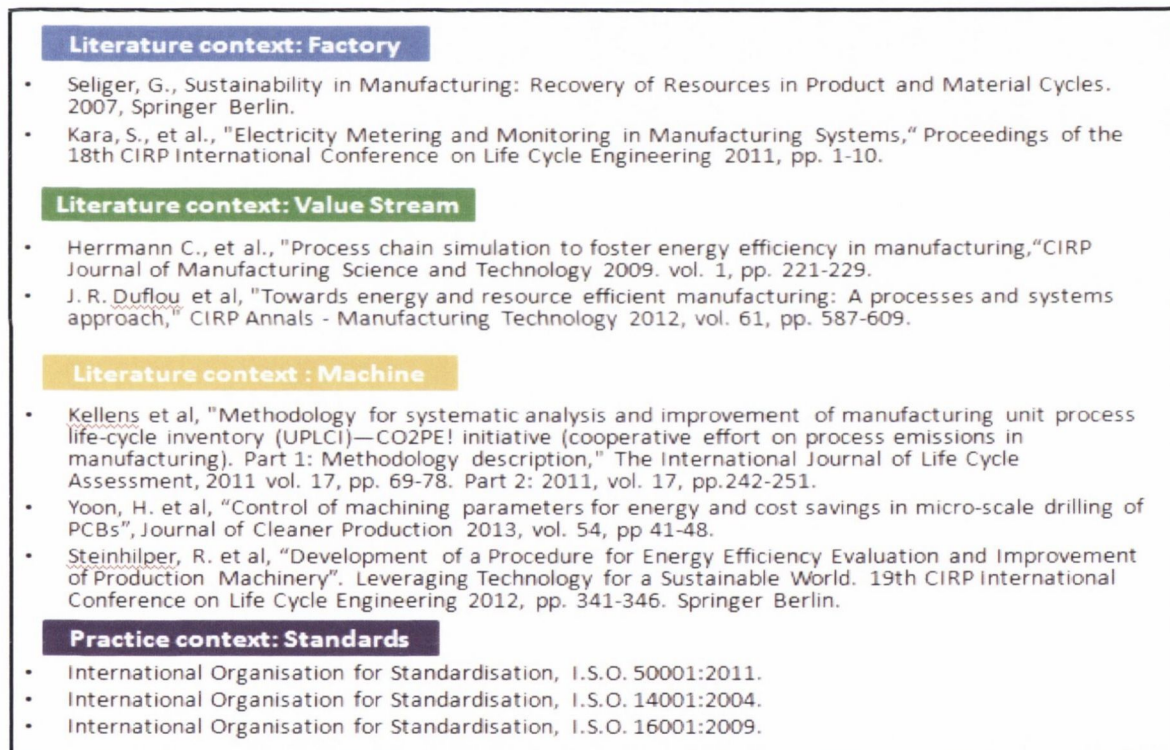 Literature context: Factory
• Seliger, G., Sustainability in Manufacturing: Recovery of Resources in Product and Material Cycles.
2007, Springer Berlin.
• Kara, S., et al., "Electricity Metering and Monitoring in Manufacturing Systems,“ Proceedings of the
18th CIRP International Conference on Life Cycle Engineering 2011, pp. 1-10.
Literature context: Value Stream
• Herrmann C., et al., "Process chain simulation to foster energy efficiency in manufacturing,“CIRP
Journal of Manufacturing Science and Technology 2009. vol. 1, pp. 221-229.
• J. R. Duflou et al, "Towards energy and resource efficient manufacturing: A processes and systems
approach," CIRP Annals - Manufacturing Technology 2012, vol. 61, pp. 587-609.
Literature context : Machine
• Kellens et al, "Methodology for systematic analysis and improvement of manufacturing unit process
life-cycle inventory (UPLCI)—CO2PE! initiative (cooperative effort on process emissions in
manufacturing). Part 1: Methodology description," The International Journal of Life Cycle
Assessment, 2011 vol. 17, pp. 69-78. Part 2: 2011, vol. 17, pp.242-251.
• Yoon, H. et al, “Control of machining parameters for energy and cost savings in micro-scale drilling of
PCBs”, Journal of Cleaner Production 2013, vol. 54, pp 41-48.
• Steinhilper, R. et al, “Development of a Procedure for Energy Efficiency Evaluation and Improvement
of Production Machinery”. Leveraging Technology for a Sustainable World. 19th CIRP International
Conference on Life Cycle Engineering 2012, pp. 341-346. Springer Berlin.
Practice context: Standards
• International Organisation for Standardisation, I.S.O. 50001:2011.
• International Organisation for Standardisation, I.S.O. 14001:2004.
• International Organisation for Standardisation, I.S.O. 16001:2009.